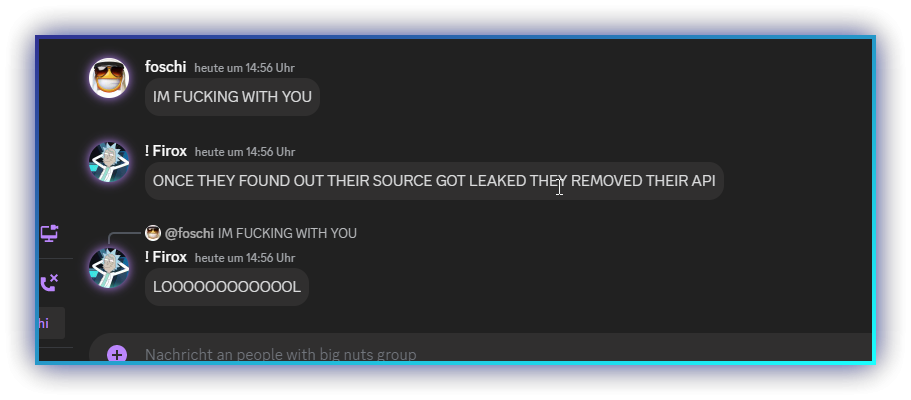 foschi heute um 14:56 Uhr
IM FUCKING WITH YOU
! Firox heute um 14:56 Uhr
ONCE THEY FOUND OUT THEIR SOURCE GOT LEAKED THEY REMOVED THEIR API
@foschi IM FUCKING WITH YOU
! Firox heute um 14:56 Uhr
LOOOOOOOOOOOOL
hi
Nachricht an people with big nuts group